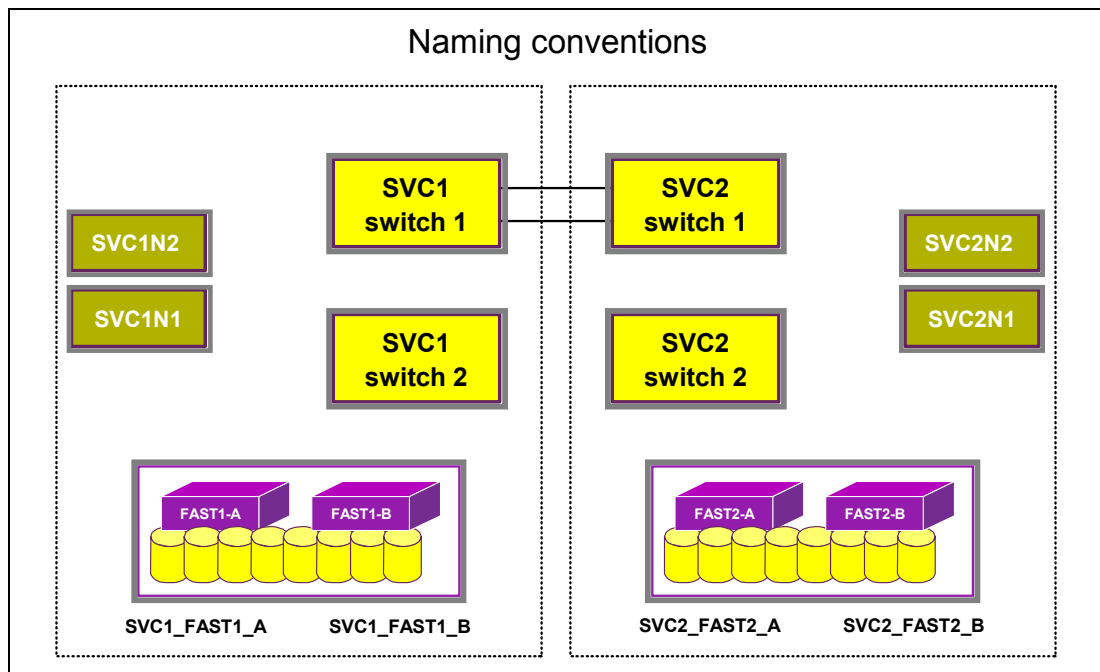 Naming conventions
SVC1
switch 1
SVC2
switch 1
SVC1N2
SVC1N1
SVC2N2
SVC2N1
SVC1
switch 2
SVC2
switch 2
FAST1-A
FAST1-B
FAST2-A
FAST2-B
SVC1_FAST1_A
SVC1_FAST1_B
SVC2_FAST2_A
SVC2_FAST2_B